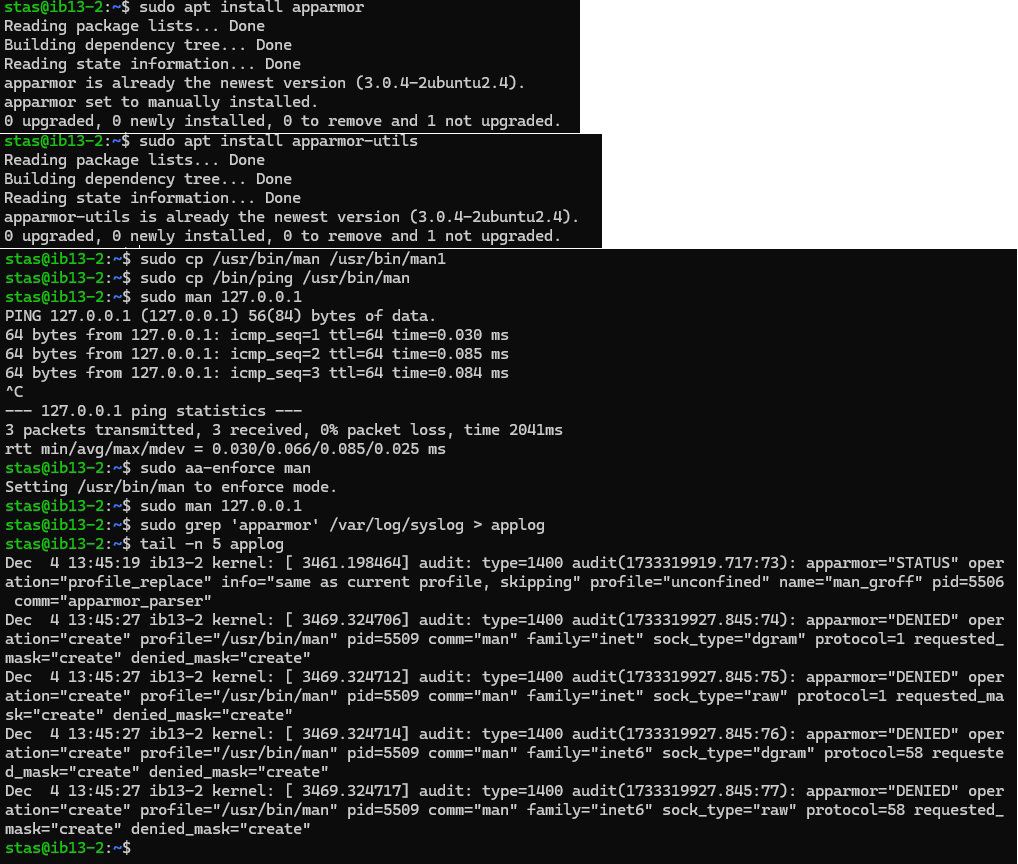 stas@ib13-2:~$ sudo apt install apparmor
Reading package lists... Done
Building dependency tree... Done
Reading state information... Done
apparmor is already the newest version (3.0.4-2ubuntu2.4).
apparmor set to manually installed.
0 upgraded, 0 newly installed, 0 to remove and 1 not upgraded.
stas@ib13-2:~$ sudo apt install apparmor-utils
Reading package lists... Done
Building dependency tree... Done
Reading state information... Done
apparmor-utils is already the newest version (3.0.4-2ubuntu2.4).
0 upgraded, 0 newly installed, 0 to remove and 1 not upgraded.
stas@ib13-2:~$ sudo cp /usr/bin/man /usr/bin/man1
stas@ib13-2:~$ sudo cp /bin/ping /usr/bin/man
stas@ib13-2:~$ sudo man 127.0.0.1
PING 127.0.0.1 (127.0.0.1) 56(84) bytes of data.
64 bytes from 127.0.0.1: icmp_seq=1 ttl=64 time=0.030 ms
64 bytes from 127.0.0.1: icmp_seq=2 ttl=64 time=0.085 ms
64 bytes from 127.0.0.1: icmp_seq=3 ttl=64 time=0.084 ms
^C
--- 127.0.0.1 ping statistics ---
3 packets transmitted, 3 received, 0% packet loss, time 2041ms
rtt min/avg/max/mdev = 0.030/0.066/0.085/0.025 ms
stas@ib13-2:~$ sudo aa-enforce man
Setting /usr/bin/man to enforce mode.
stas@ib13-2:~$ sudo man 127.0.0.1
stas@ib13-2:~$ sudo grep 'apparmor' /var/log/syslog > applog
stas@ib13-2:~$ tail -n 5 applog
Dec  4 13:45:19 ib13-2 kernel: [ 3461.198464] audit: type=1400 audit(1733319919.717:73): apparmor="STATUS" oper
ation="profile_replace" info="same as current profile, skipping" profile="unconfined" name="man_groff" pid=5506
 comm="apparmor_parser"
Dec  4 13:45:27 ib13-2 kernel: [ 3469.324706] audit: type=1400 audit(1733319927.845:74): apparmor="DENIED" oper
ation="create" profile="/usr/bin/man" pid=5509 comm="man" family="inet" sock_type="dgram" protocol=1 requested_
mask="create" denied_mask="create"
Dec  4 13:45:27 ib13-2 kernel: [ 3469.324712] audit: type=1400 audit(1733319927.845:75): apparmor="DENIED" oper
ation="create" profile="/usr/bin/man" pid=5509 comm="man" family="inet" sock_type="raw" protocol=1 requested_ma
sk="create" denied_mask="create"
Dec  4 13:45:27 ib13-2 kernel: [ 3469.324714] audit: type=1400 audit(1733319927.845:76): apparmor="DENIED" oper
ation="create" profile="/usr/bin/man" pid=5509 comm="man" family="inet6" sock_type="dgram" protocol=58 requeste
d_mask="create" denied_mask="create"
Dec  4 13:45:27 ib13-2 kernel: [ 3469.324717] audit: type=1400 audit(1733319927.845:77): apparmor="DENIED" oper
ation="create" profile="/usr/bin/man" pid=5509 comm="man" family="inet6" sock_type="raw" protocol=58 requested_
mask="create" denied_mask="create"
stas@ib13-2:~$